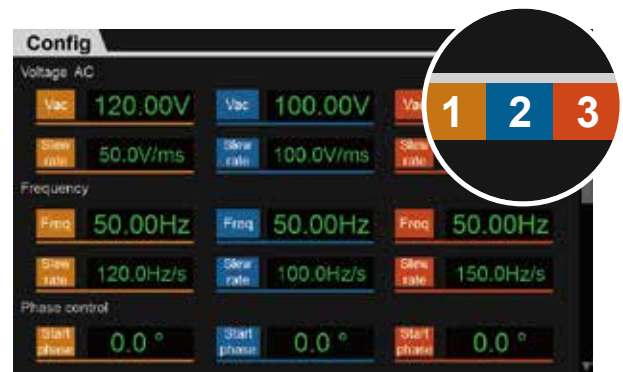 Config
Voltage AC
Vac 120.00V Vac 100.00V Vac
1 2 3
Slew rate 50.0V/ms Slew rate 100.0V/ms Slew rate
Frequency
Freq 50.00Hz Freq 50.00Hz Freq 50.00Hz
Slew rate 120.0Hz/s Slew rate 100.0Hz/s Slew rate 150.0Hz/s
Phase control
Start phase 0.0 ° Start phase 0.0 ° Start phase 0.0 °